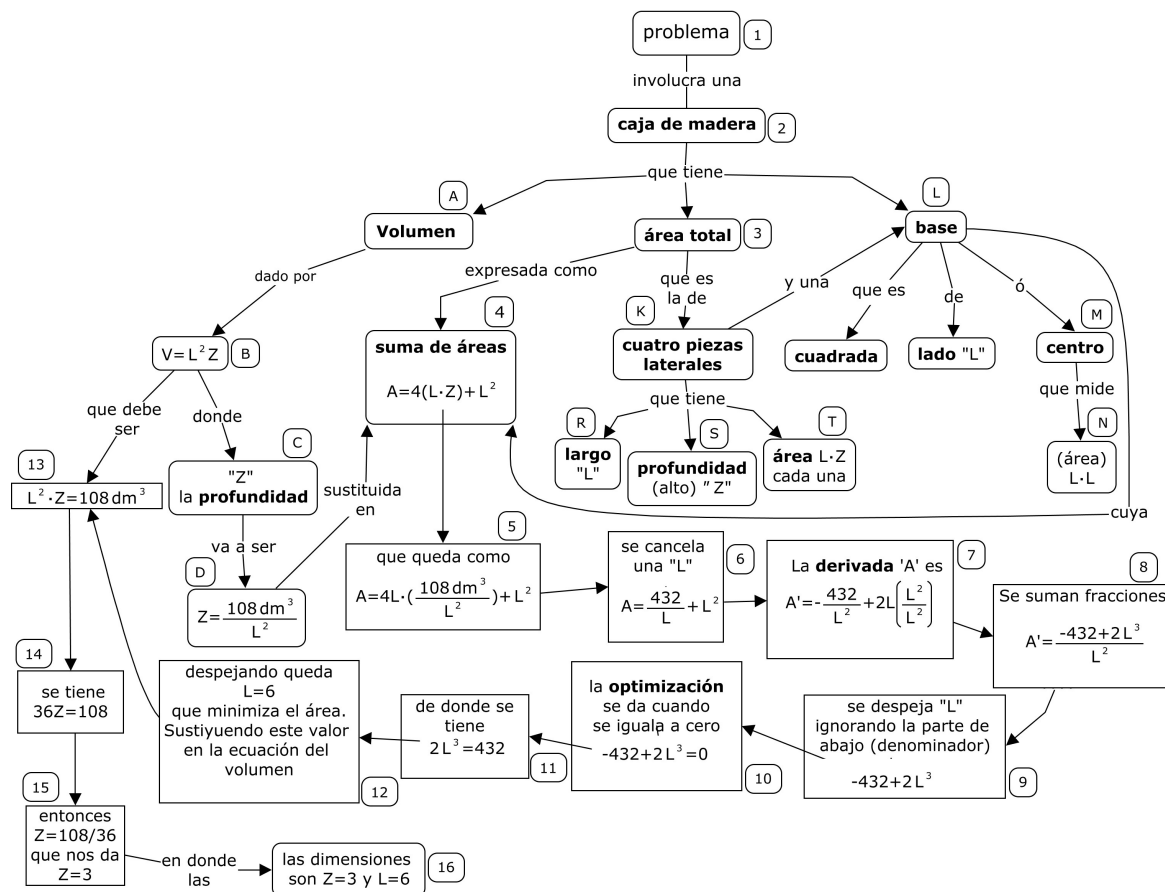 problema
1
involucra una
caja de madera
2
que tiene
A
Volumen
área total
3
L
base
dado por
expresada como
que es
la de
y una
que es
de
ó
4
suma de áreas
A=4(L·Z)+L²
K
cuatro piezas
laterales
cuadrada
lado "L"
M
centro
V=L²Z
B
que debe
ser
donde
que tiene
que mide
R
largo
"L"
S
profundidad
(alto) "Z"
T
área L·Z
cada una
N
(área)
L·L
cuya
13
L²·Z=108 dm³
C
"Z"
la profundidad
sustituida
en
va a ser
D
Z=108 dm³/L²
5
que queda como
A=4L·(108 dm³/L²)+L²
6
se cancela
una "L"
A=432/L+L²
7
La derivada 'A' es
A'=-432/L²+2L(L²/L²)
8
Se suman fracciones
A'=-432+2L³/L²
14
se tiene
36Z=108
despejando queda
L=6
que minimiza el área.
Sustiyuendo este valor
en la ecuación del
volumen
12
de donde se
tiene
2L³=432
11
la optimización
se da cuando
se iguala a cero
-432+2L³=0
10
se despeja "L"
ignorando la parte de
abajo (denominador)
-432+2L³
9
15
entonces
Z=108/36
que nos da
Z=3
en donde
las
las dimensiones
son Z=3 y L=6
16